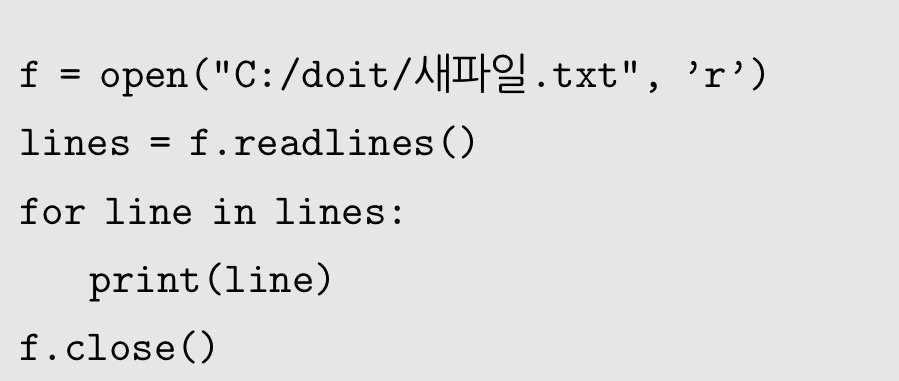 f = open("C:/doit/새파일.txt", ’r’)
lines = f.readlines()
for line in lines:
    print(line)
f.close()